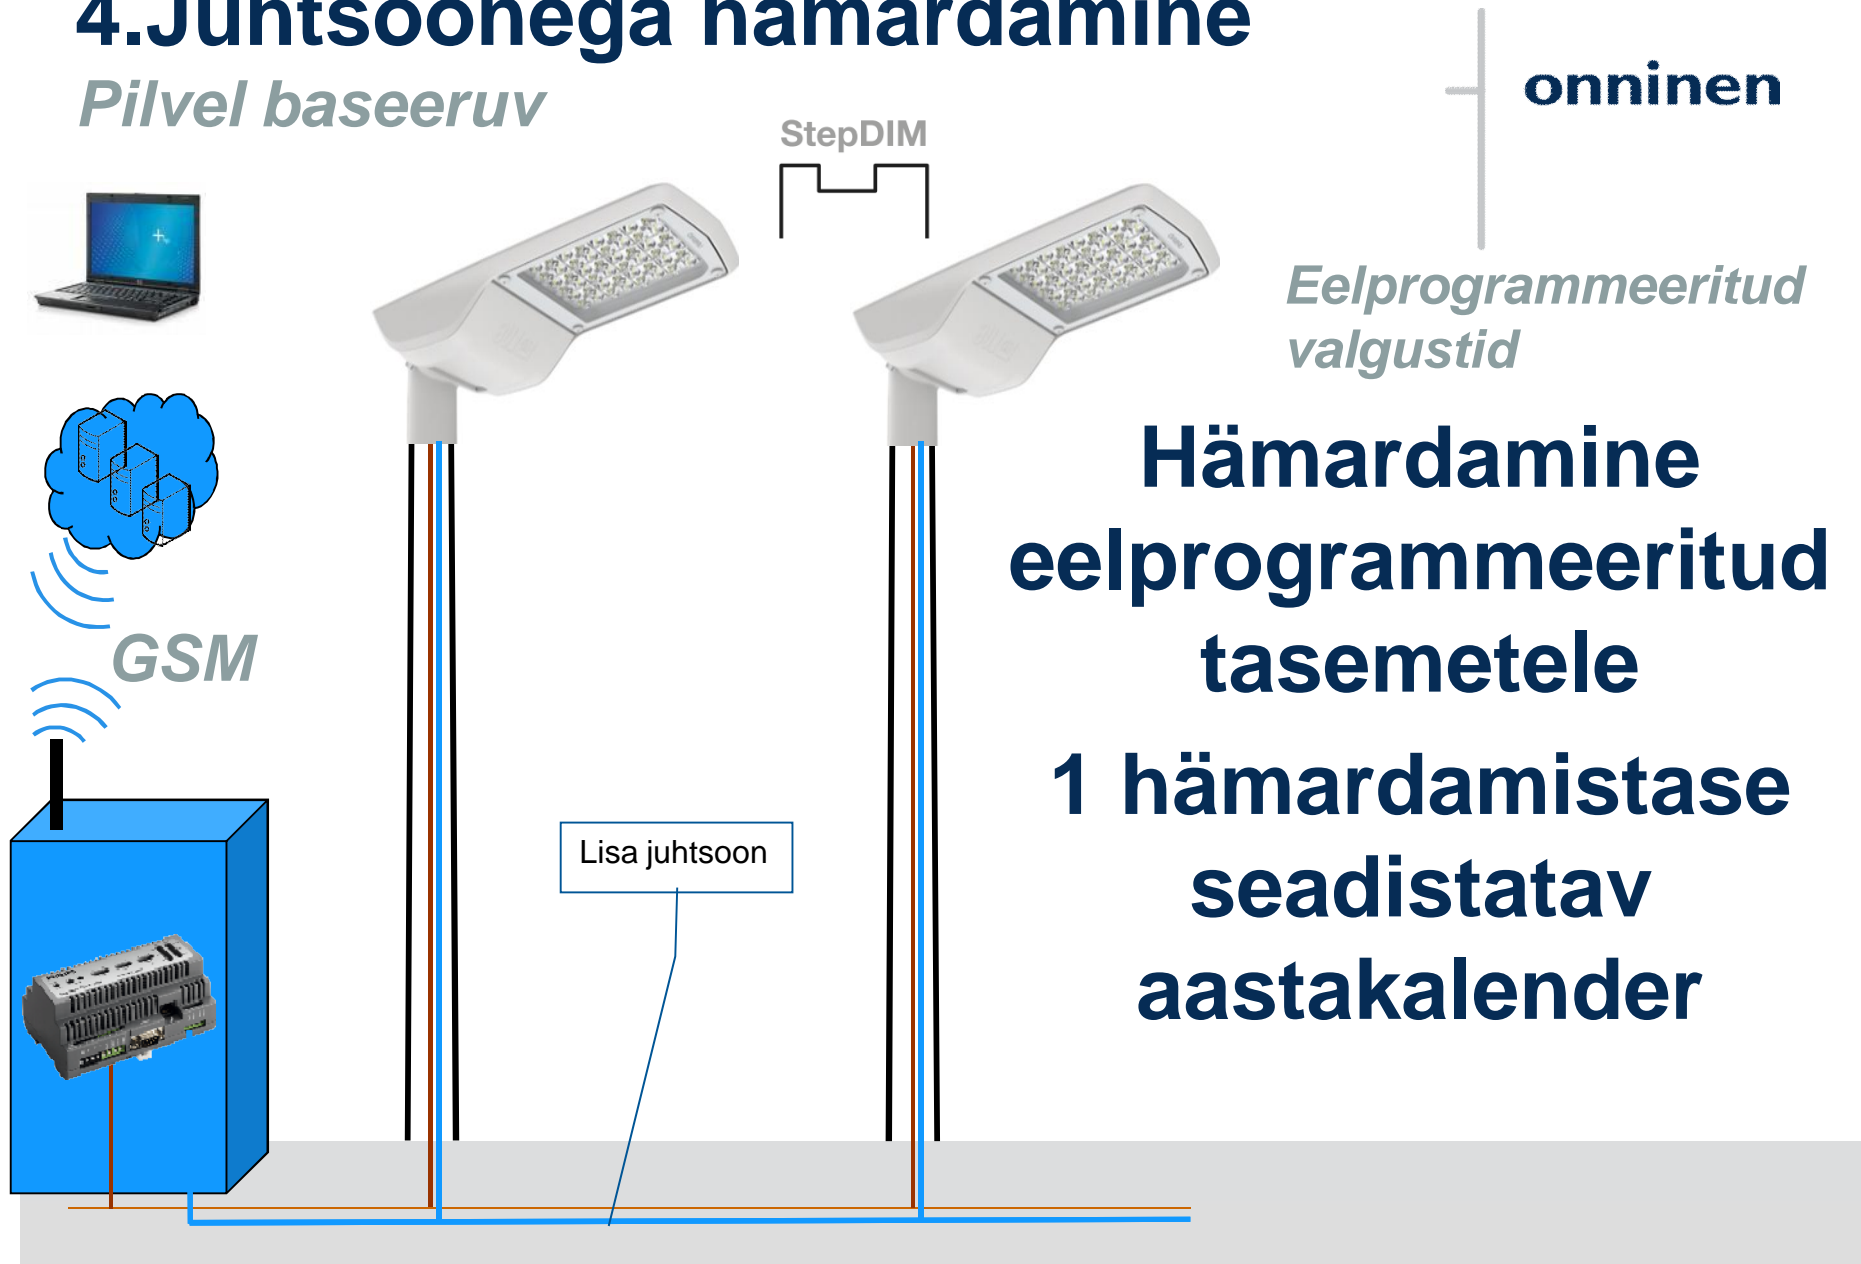 4.Juhtsoonega hämardamine
Pilvel baseeruv
onninen
StepDIM
Eelprogrammeeritud
valgustid
GSM
Hämardamine
eelprogrammeeritud
tasemetele
1 hämardamistase
seadistatav
aastakalender
Lisa juhtsoon